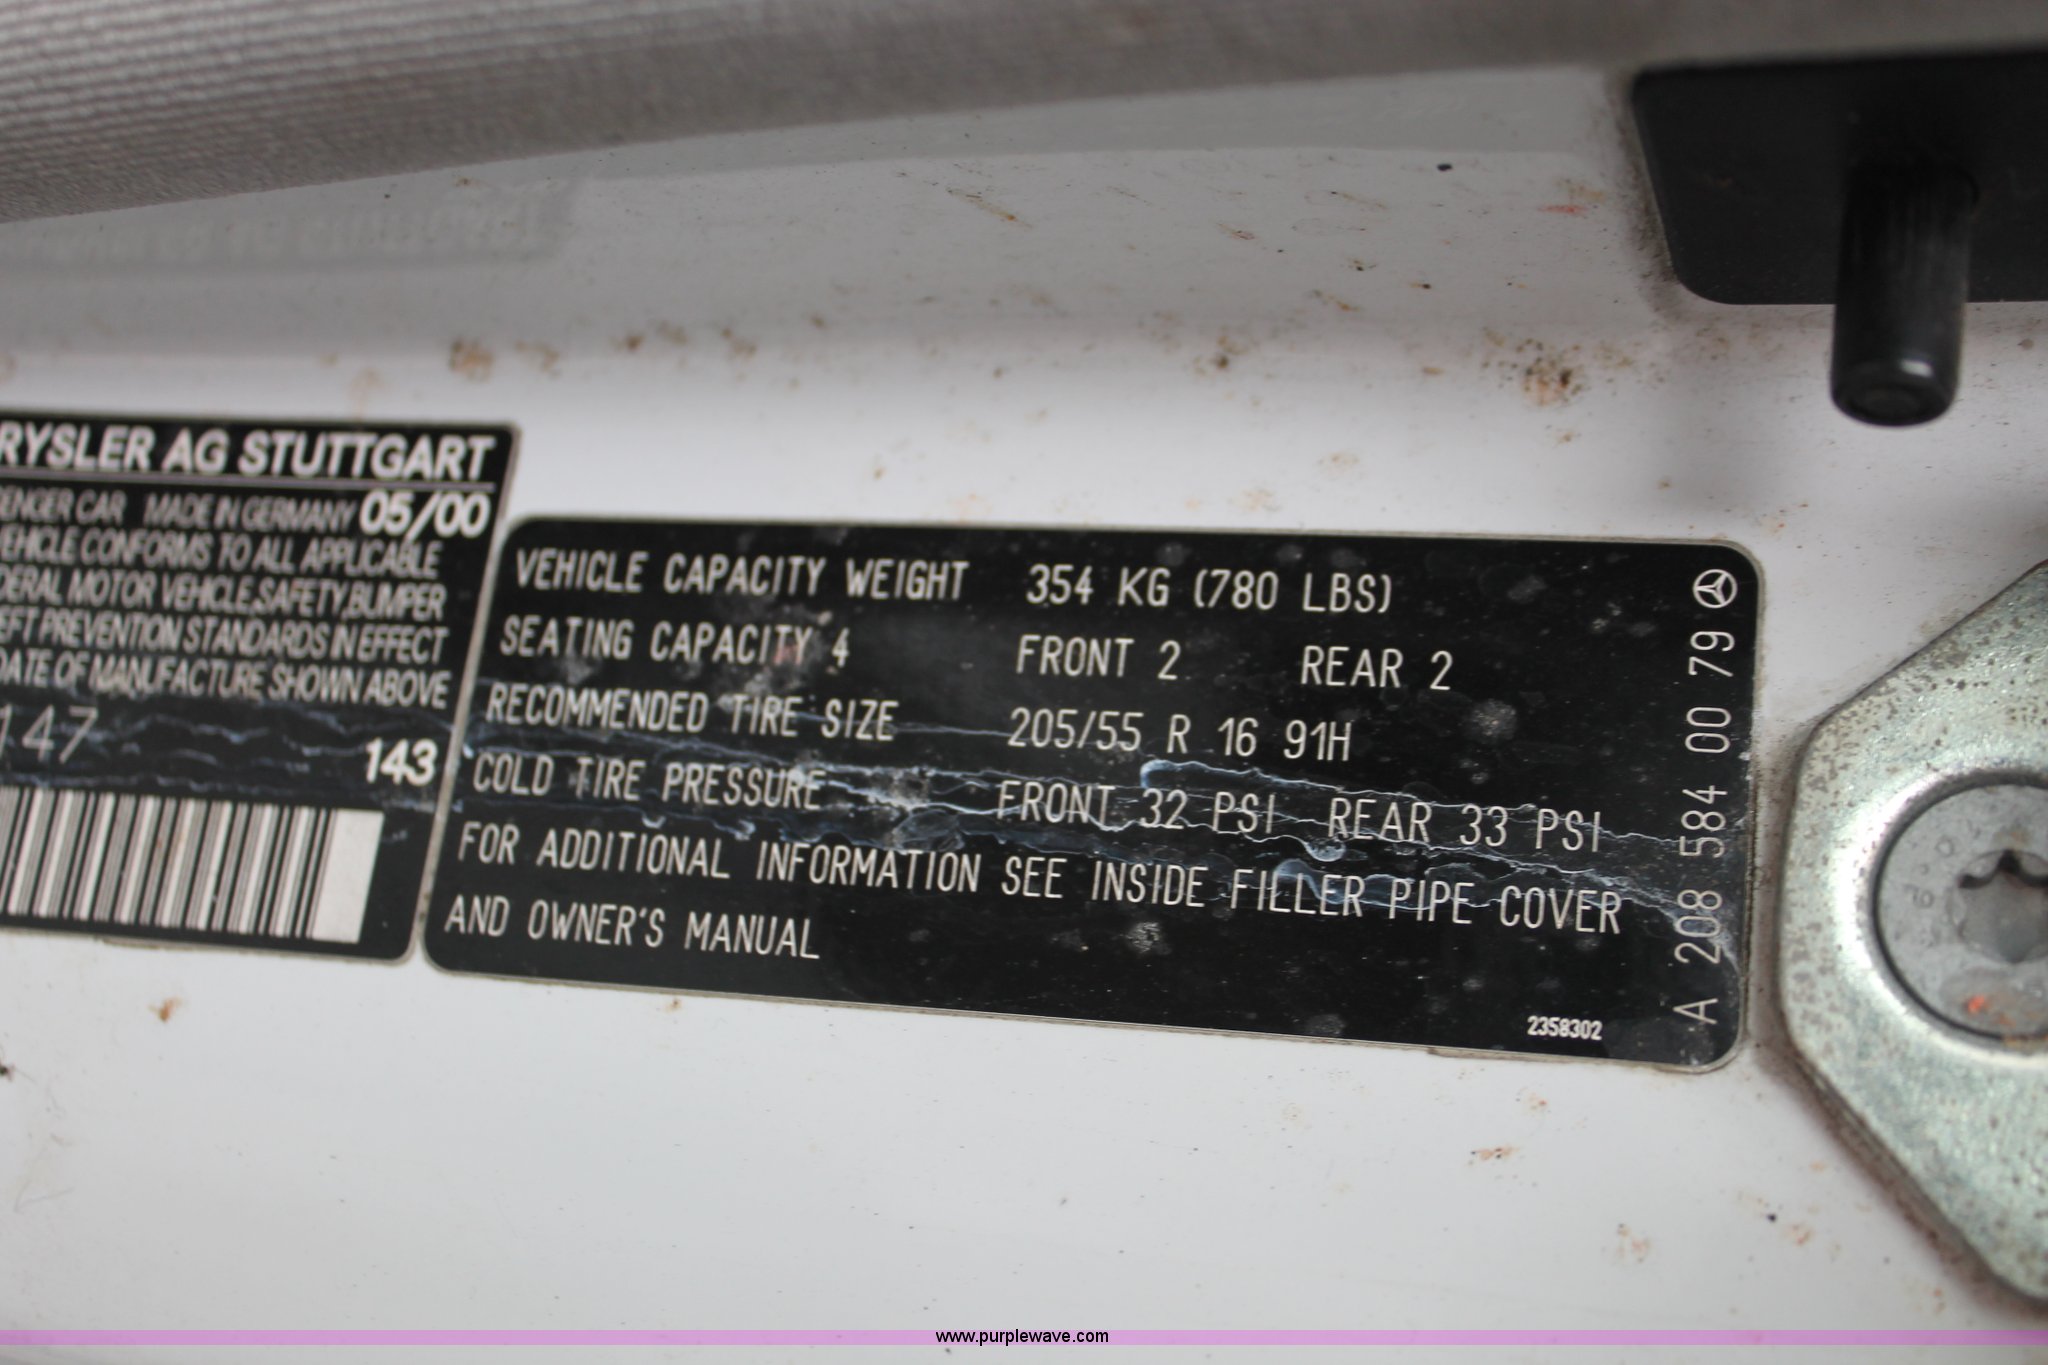 RYSLER AG STUTTGART
ENGER CAR MADE IN GERMANY 05/00
EHICLE CONFORMS TO ALL APPLICABLE
DERAL MOTOR VEHICLE,SAFETY,BUMPER
EFT PREVENTION STANDARDS IN EFFECT
DATE OF MANUFACTURE SHOWN ABOVE
147
143
VEHICLE CAPACITY WEIGHT 354 KG (780 LBS)
SEATING CAPACITY 4 FRONT 2 REAR 2
RECOMMENDED TIRE SIZE 205/55 R 16 91H
COLD TIRE PRESSURE FRONT 32 PSI REAR 33 PSI
FOR ADDITIONAL INFORMATION SEE INSIDE FILLER PIPE COVER
AND OWNER'S MANUAL
2358302
A 208 584 00 79
www.purplewave.com